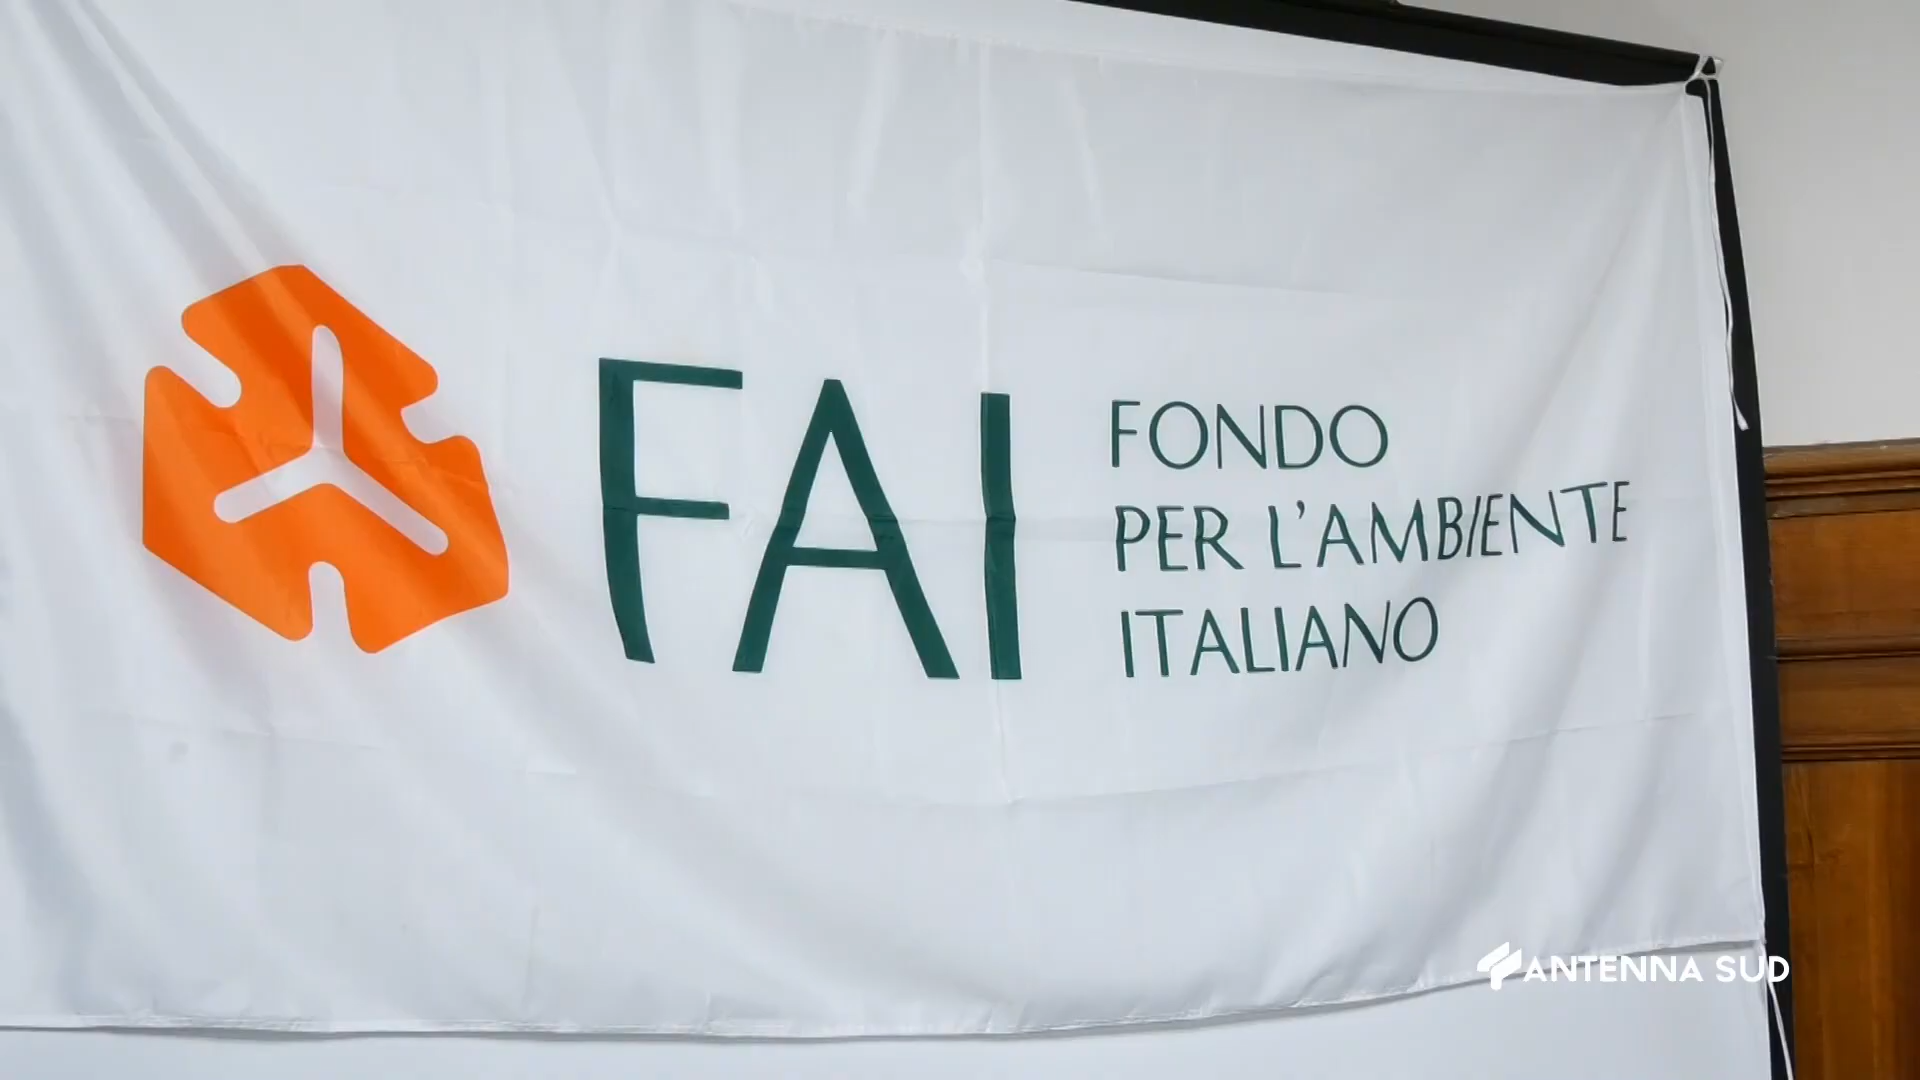 FAI
FONDO
PER L'AMBIENTE
ITALIANO
ANTENNA SUD